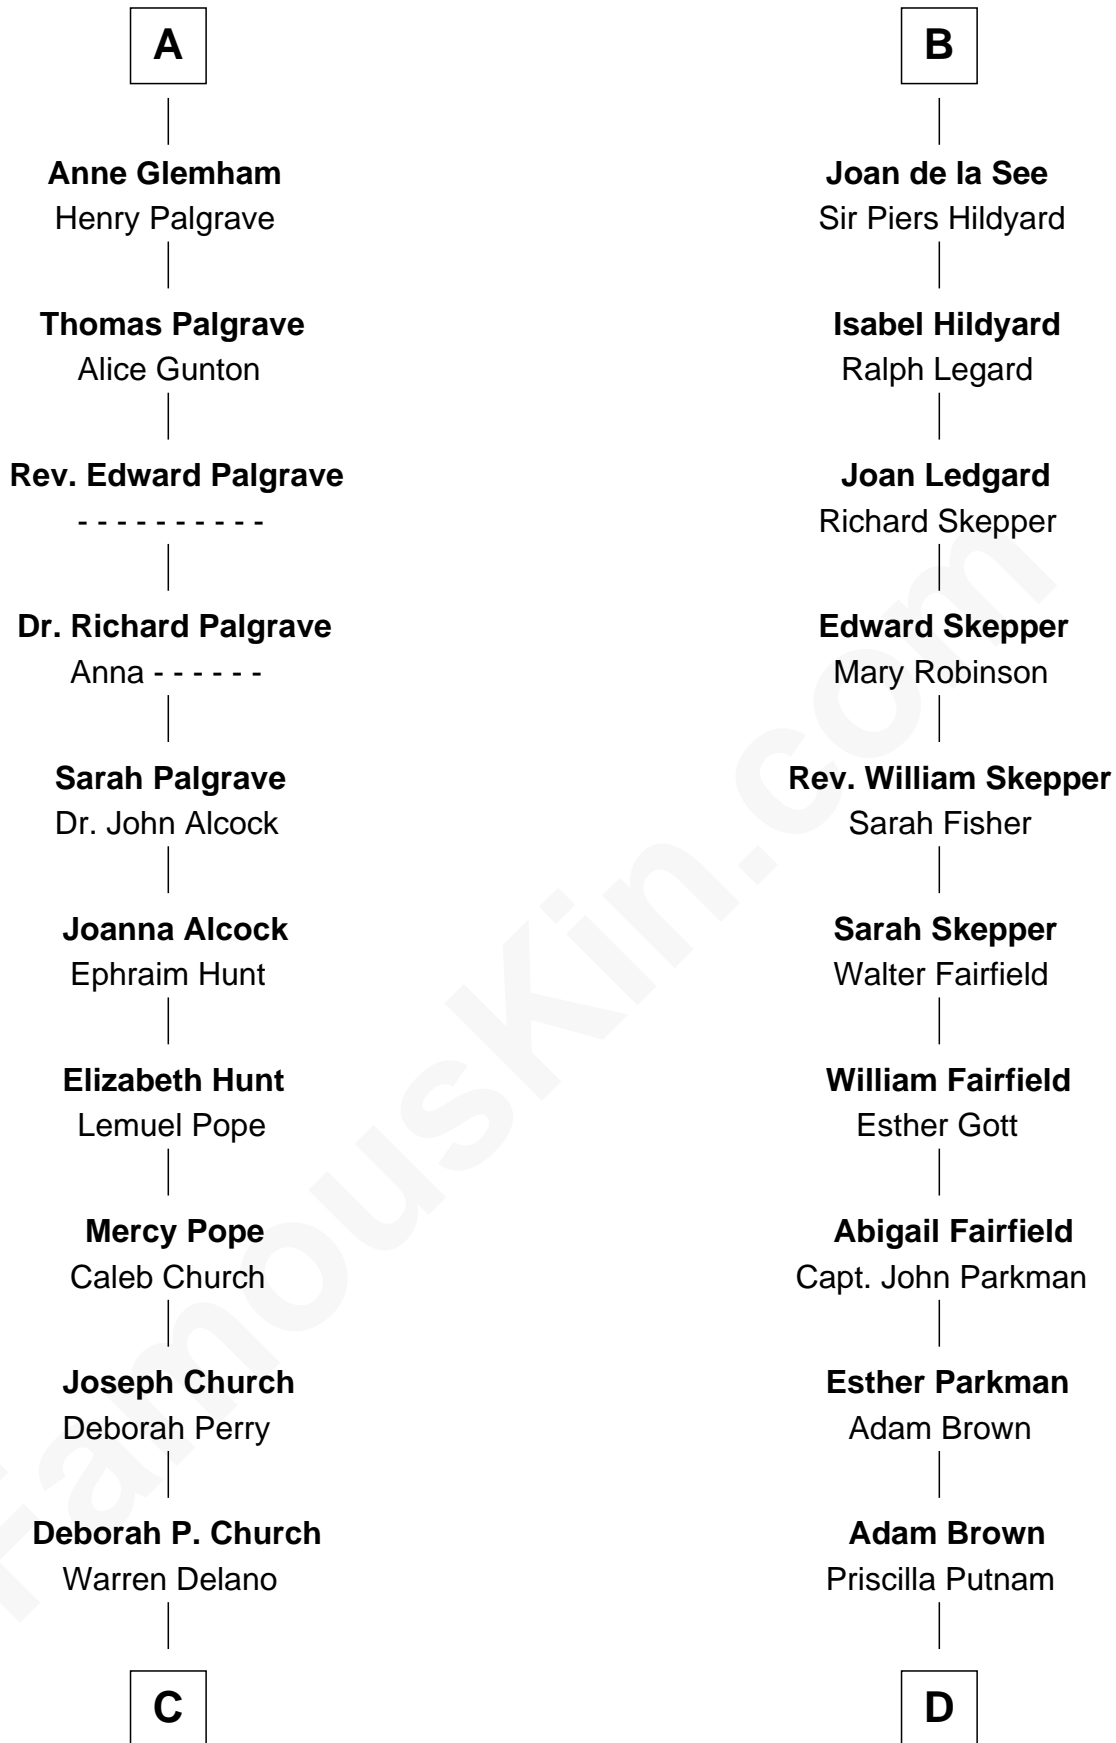 A
Anne Glemham
Henry Palgrave
Thomas Palgrave
Alice Gunton
Rev. Edward Palgrave
- - - - - - - - - -
Dr. Richard Palgrave
Anna - - - - - -
Sarah Palgrave
Dr. John Alcock
Joanna Alcock
Ephraim Hunt
Elizabeth Hunt
Lemuel Pope
Mercy Pope
Caleb Church
Joseph Church
Deborah Perry
Deborah P. Church
Warren Delano
C
B
Joan de la See
Sir Piers Hildyard
Isabel Hildyard
Ralph Legard
Joan Ledgard
Richard Skepper
Edward Skepper
Mary Robinson
Rev. William Skepper
Sarah Fisher
Sarah Skepper
Walter Fairfield
William Fairfield
Esther Gott
Abigail Fairfield
Capt. John Parkman
Esther Parkman
Adam Brown
Adam Brown
Priscilla Putnam
D
FamousKin.com